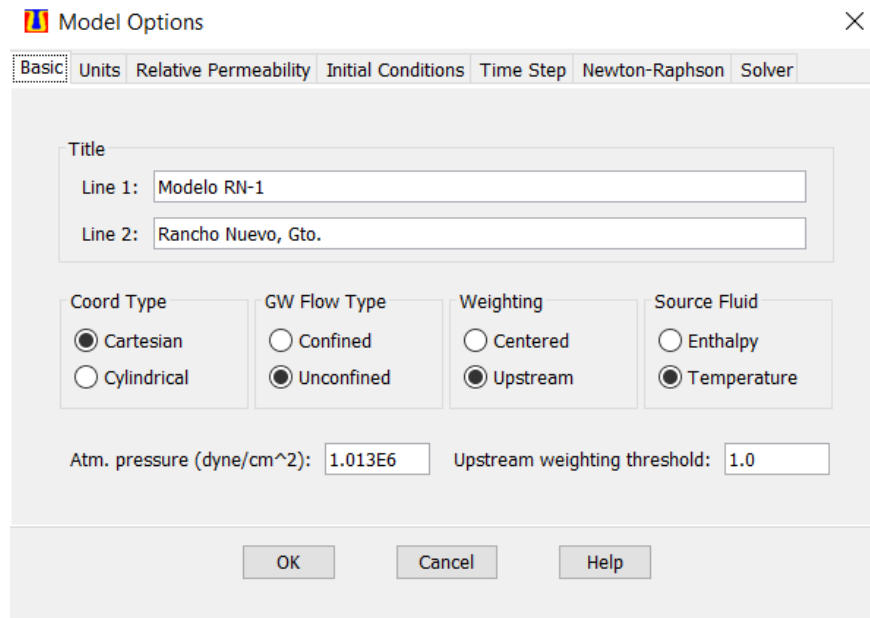 Model Options
Basic Units Relative Permeability Initial Conditions Time Step Newton-Raphson Solver
Title
Line 1: Modelo RN-1
Line 2: Rancho Nuevo, Gto.
Coord Type GW Flow Type Weighting Source Fluid
Cartesian Confined Centered Enthalpy
Cylindrical Unconfined Upstream Temperature
Atm. pressure (dyne/cm^2): 1.013E6 Upstream weighting threshold: 1.0
OK Cancel Help